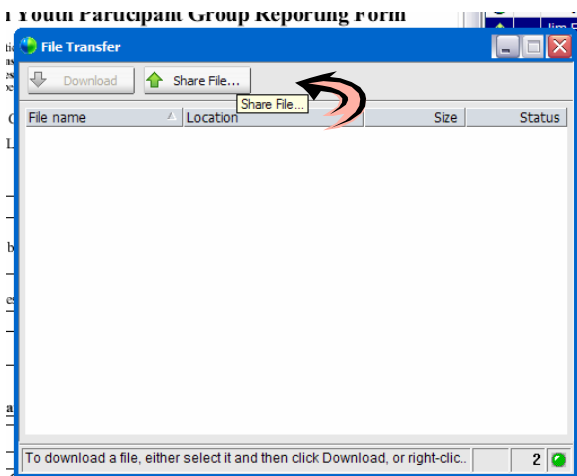 Youth Participant Group Reporting Form
File Transfer
Download Share File...
Share File...
File name Location Size Status
To download a file, either select it and then click Download, or right-clic..
2